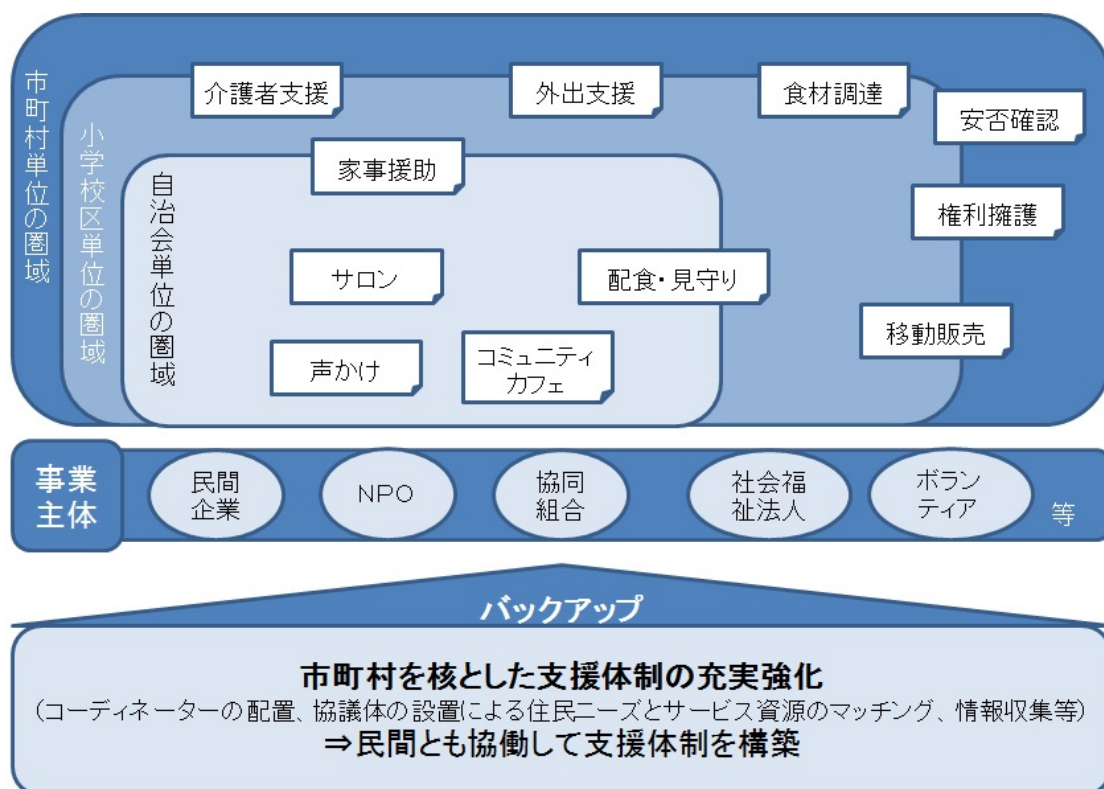 市町村単位の圏域
小学校区単位の圏域
自治会単位の圏域
介護者支援
外出支援
食材調達
安否確認
家事援助
権利擁護
サロン
配食・見守り
移動販売
声かけ
コミュニティ
カフェ
事業
主体
民間
企業
NPO
協同
組合
社会福
祉法人
ボラン
ティア
等
バックアップ
市町村を核とした支援体制の充実強化
(コーディネーターの配置、協議体の設置による住民ニーズとサービス資源のマッチング、情報収集等)
⇒民間とも協働して支援体制を構築